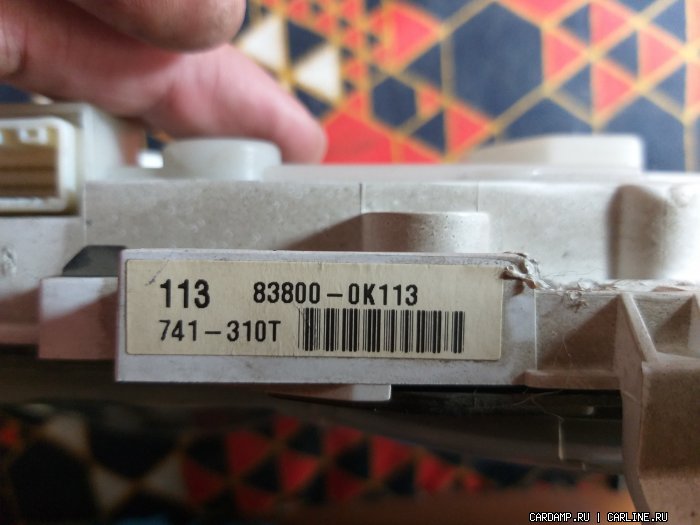 113 83800-0K113
741-310T
CARDAMP.RU | CARLINE.RU